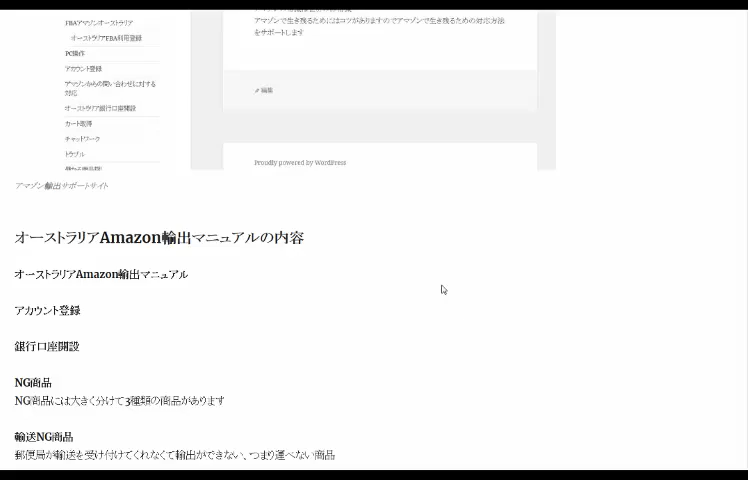 FBAアマゾンオーストラリア
オーストラリアFBA利用登録
PC操作
アカウント登録
アマゾンからの問い合わせに対する
対応
オーストラリア銀行口座開設
カード取得
チャットワーク
トラブル
アマゾンで生き残るためにはコツがありますのでアマゾンで生き残るための対応方法
をサポートします
編集
Proudly powered by WordPress
アマゾン輸出サポートサイト
オーストラリアAmazon輸出マニュアルの内容
オーストラリアAmazon輸出マニュアル
アカウント登録
銀行口座開設
NG商品
NG商品には大きく分けて3種類の商品があります
輸送NG商品
郵便局が輸送を受け付けてくれなくて輸出ができない、つまり運べない商品